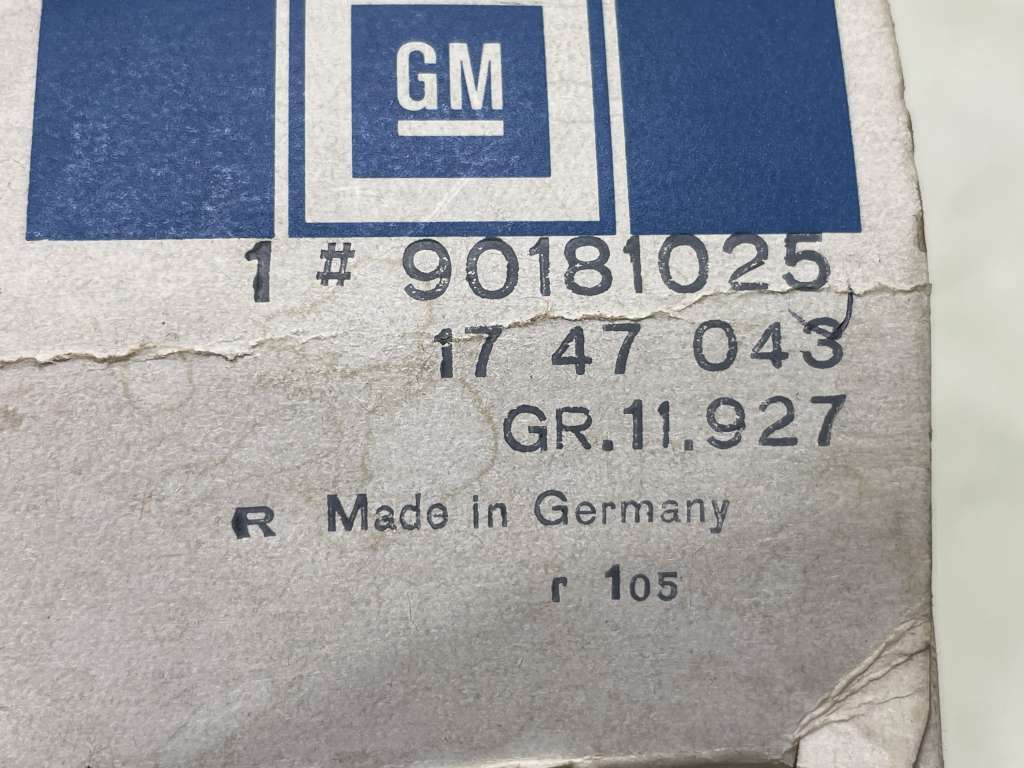 GM
1 # 90181025
17 47 043
GR.11.927
R Made in Germany
r 105